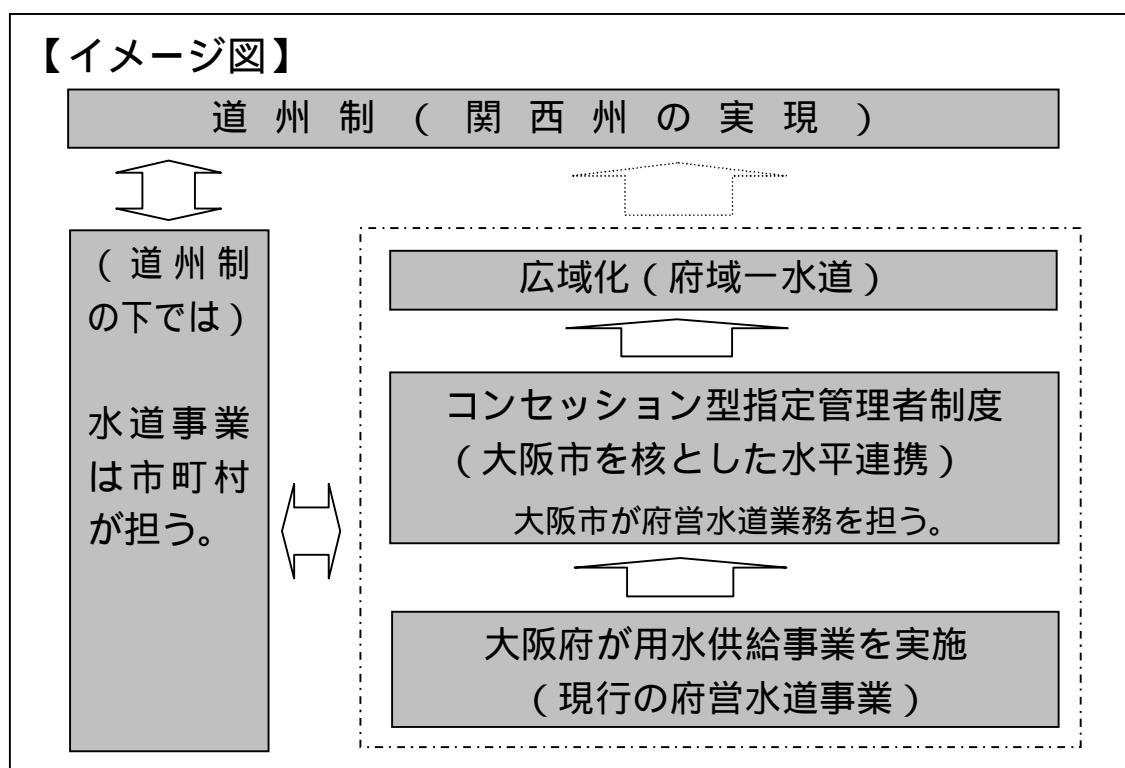 【イメージ図】
道州制(関西州の実現)
(道州制
の下では)
水道事業
は市町村
が担う。
広域化(府域一水道)
コンセッション型指定管理者制度
(大阪市を核とした水平連携)
大阪市が府営水道業務を担う。
大阪府が用水供給事業を実施
(現行の府営水道事業)